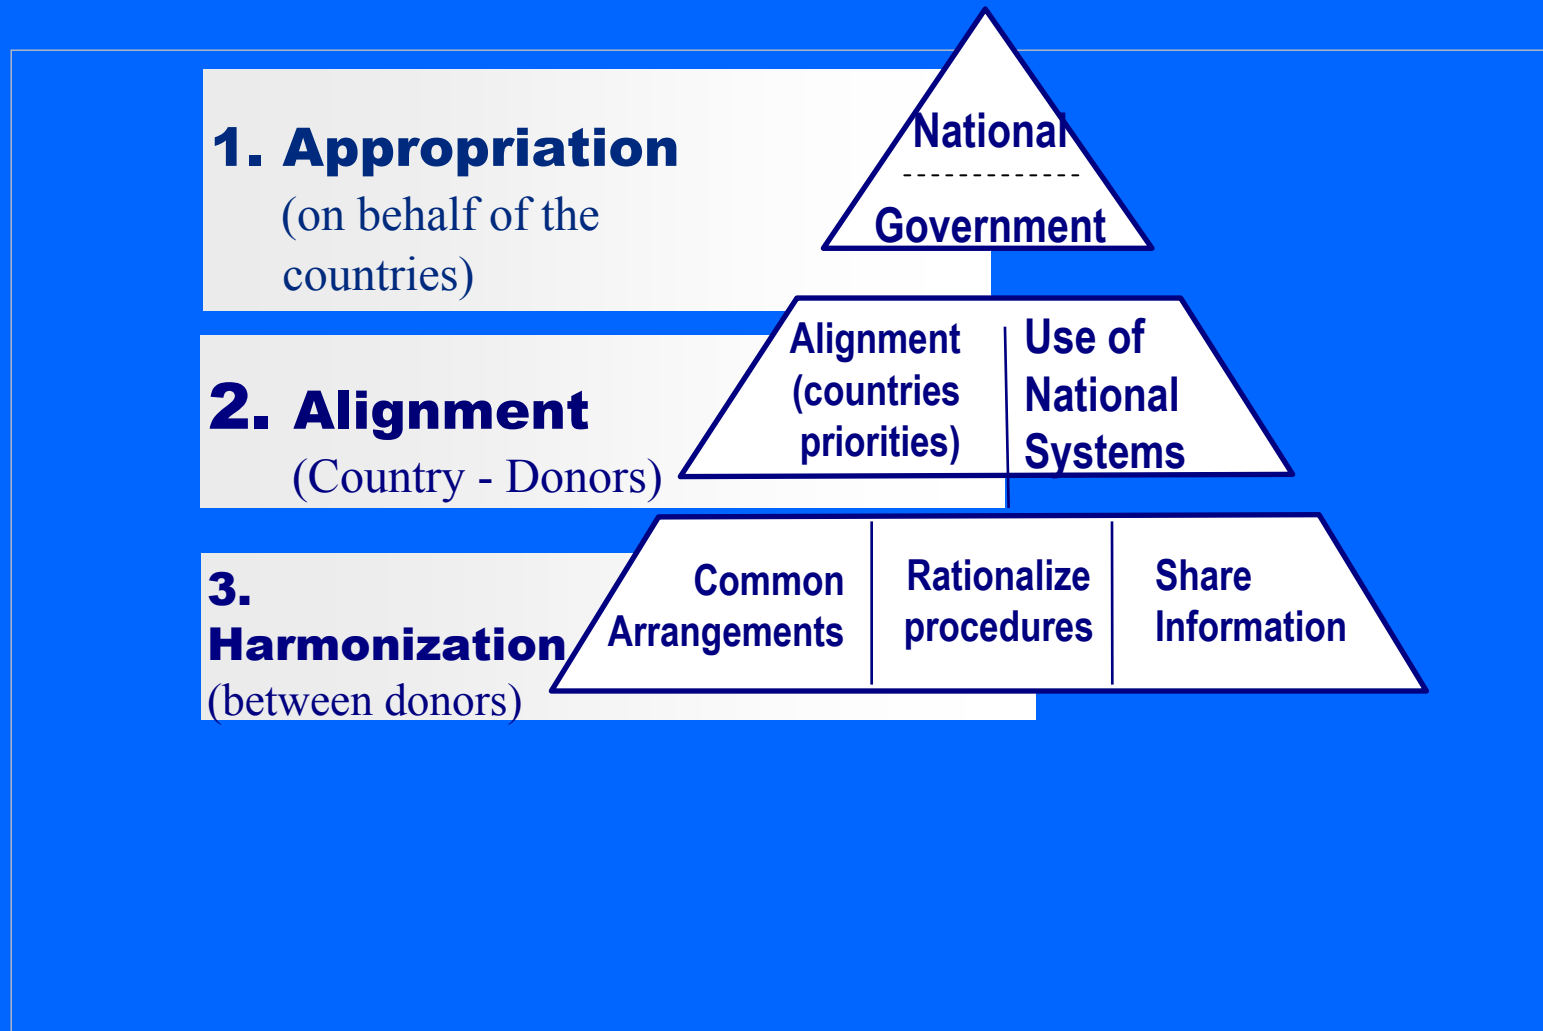 1. Appropriation
(on behalf of the
countries)
National
Government
2. Alignment
(Country - Donors)
Alignment
(countries
priorities)
Use of
National
Systems
3.
Harmonization
(between donors)
Common
Arrangements
Rationalize
procedures
Share
Information